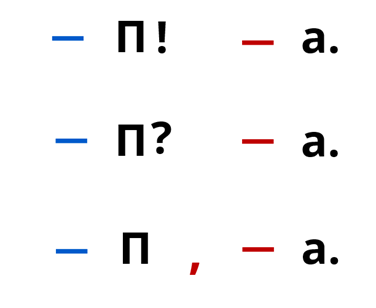 — П! — а.
— П? — а.
— П, — а.